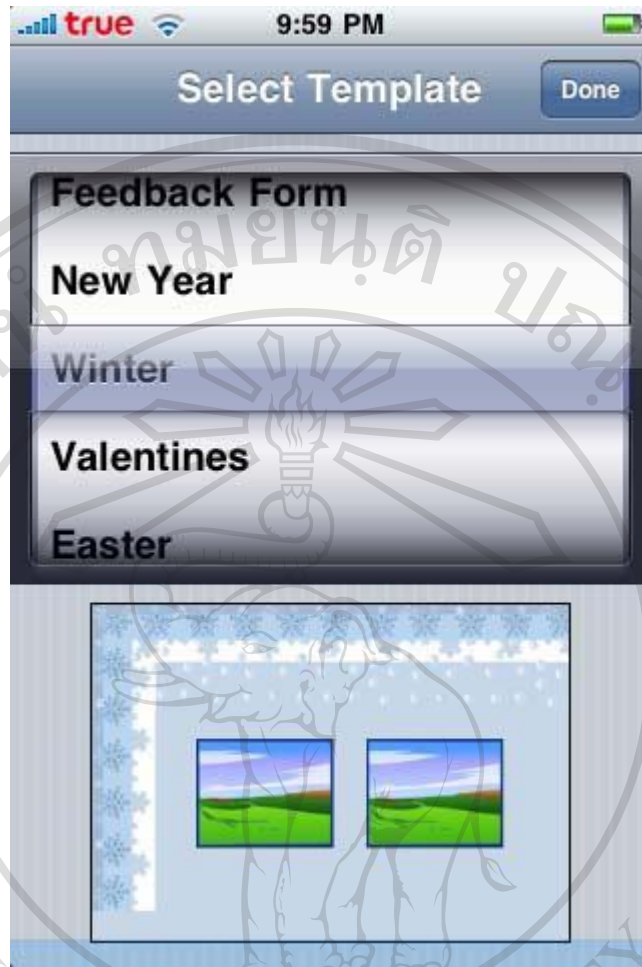 true 9:59 PM
Select Template
Done
Feedback Form
New Year
Winter
Valentines
Easter